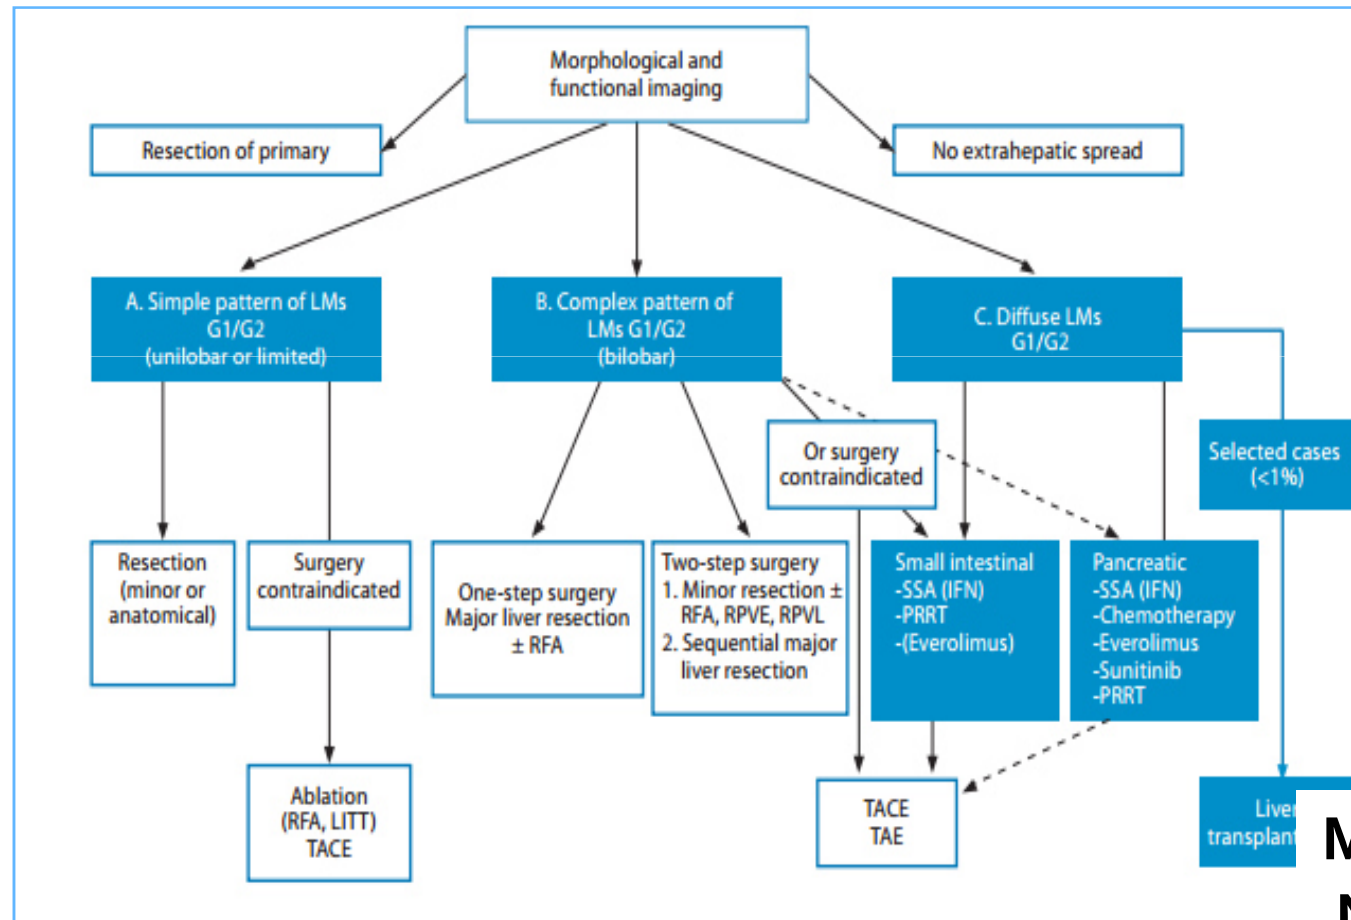 Morphological and
functional imaging
Resection of primary
No extrahepatic spread
A. Simple pattern of LMs
G1/G2
(unilobar or limited)
B. Complex pattern of
LMs G1/G2
(bilobar)
C. Diffuse LMs
G1/G2
Or surgery
contraindicated
Selected cases
(<1%)
Resection
(minor or
anatomical)
Surgery
contraindicated
One-step surgery
Major liver resection
± RFA
Two-step surgery
1. Minor resection ±
RFA, RPVE, RPVL
2. Sequential major
liver resection
Small intestinal
-SSA (IFN)
-PRRT
-(Everolimus)
Pancreatic
-SSA (IFN)
-Chemotherapy
-Everolimus
-Sunitinib
-PRRT
Ablation
(RFA, LITT)
TACE
TACE
TAE
Liver
transplant
M